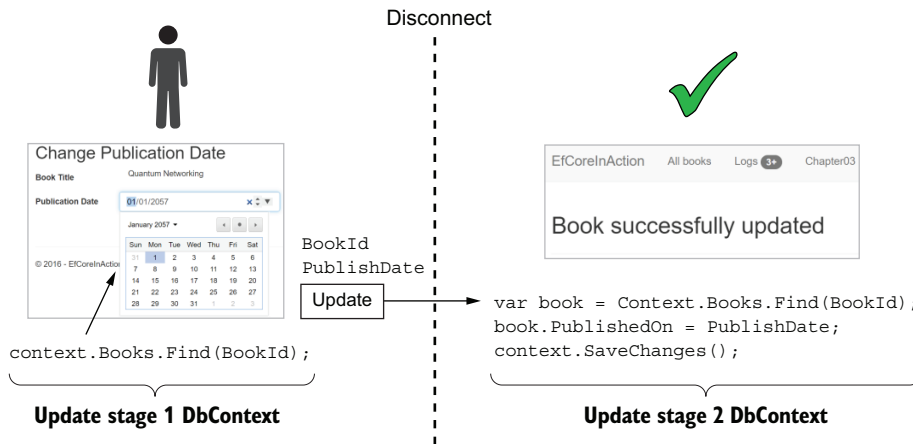 Disconnect
Change Publication Date
Book Title Quantum Networking
Publication Date 01/01/2057
January 2057
Sun Mon Tue Wed Thu Fri Sat
31 1 2 3 4 5 6
7 8 9 10 11 12 13
14 15 16 17 18 19 20
21 22 23 24 25 26 27
28 29 30 31 1 2 3
© 2016 - EfCoreInAction
context.Books.Find(BookId);
Update stage 1 DbContext
BookId
PublishDate
Update
EfCoreInAction All books Logs 3+ Chapter03
Book successfully updated
var book = Context.Books.Find(BookId);
book.PublishedOn = PublishDate;
context.SaveChanges();
Update stage 2 DbContext